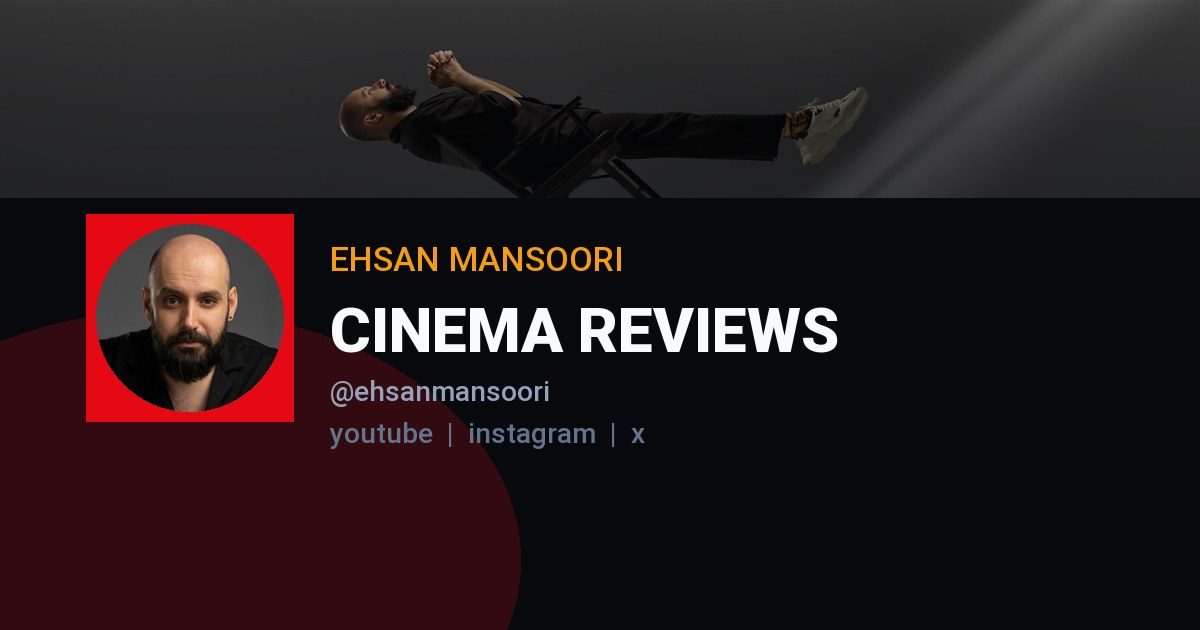 EHSAN MANSOORI
CINEMA REVIEWS
@ehsanmansoori
youtube | instagram | x